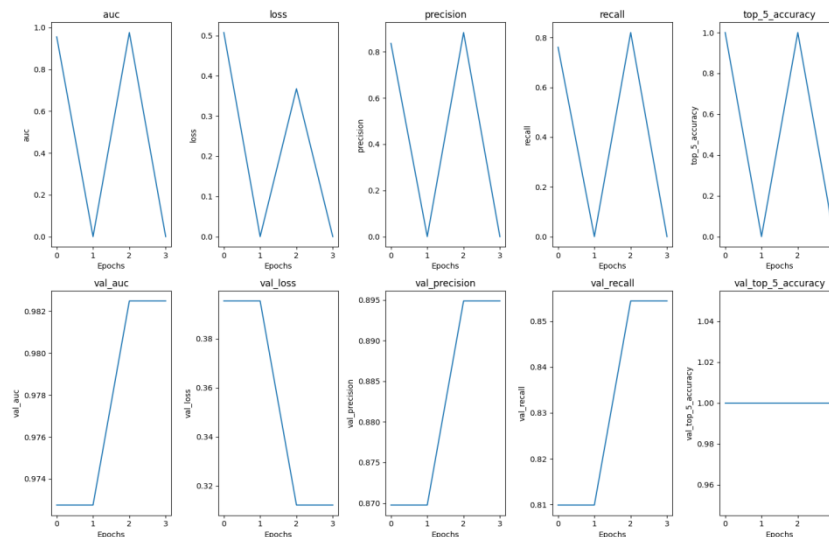 auc
loss
precision
recall
top_5_accuracy
1.0
0.8
0.6
0.4
0.2
0.0
auc
0 1 2 3
Epochs
0.5
0.4
0.3
0.2
0.1
0.0
loss
0 1 2 3
Epochs
0.8
0.6
0.4
0.2
0.0
precision
0 1 2 3
Epochs
0.8
0.6
0.4
0.2
0.0
recall
0 1 2 3
Epochs
1.0
0.8
0.6
0.4
0.2
0.0
top_5_accuracy
0 1 2
Epochs
val_auc
val_loss
val_precision
val_recall
val_top_5_accuracy
0.982
0.980
0.978
0.976
0.974
val_auc
0 1 2 3
Epochs
0.38
0.36
0.34
0.32
val_loss
0 1 2 3
Epochs
0.895
0.890
0.885
0.880
0.875
0.870
val_precision
0 1 2 3
Epochs
0.85
0.84
0.83
0.82
0.81
val_recall
0 1 2 3
Epochs
1.04
1.02
1.00
0.98
0.96
val_top_5_accuracy
0 1 2 3
Epochs